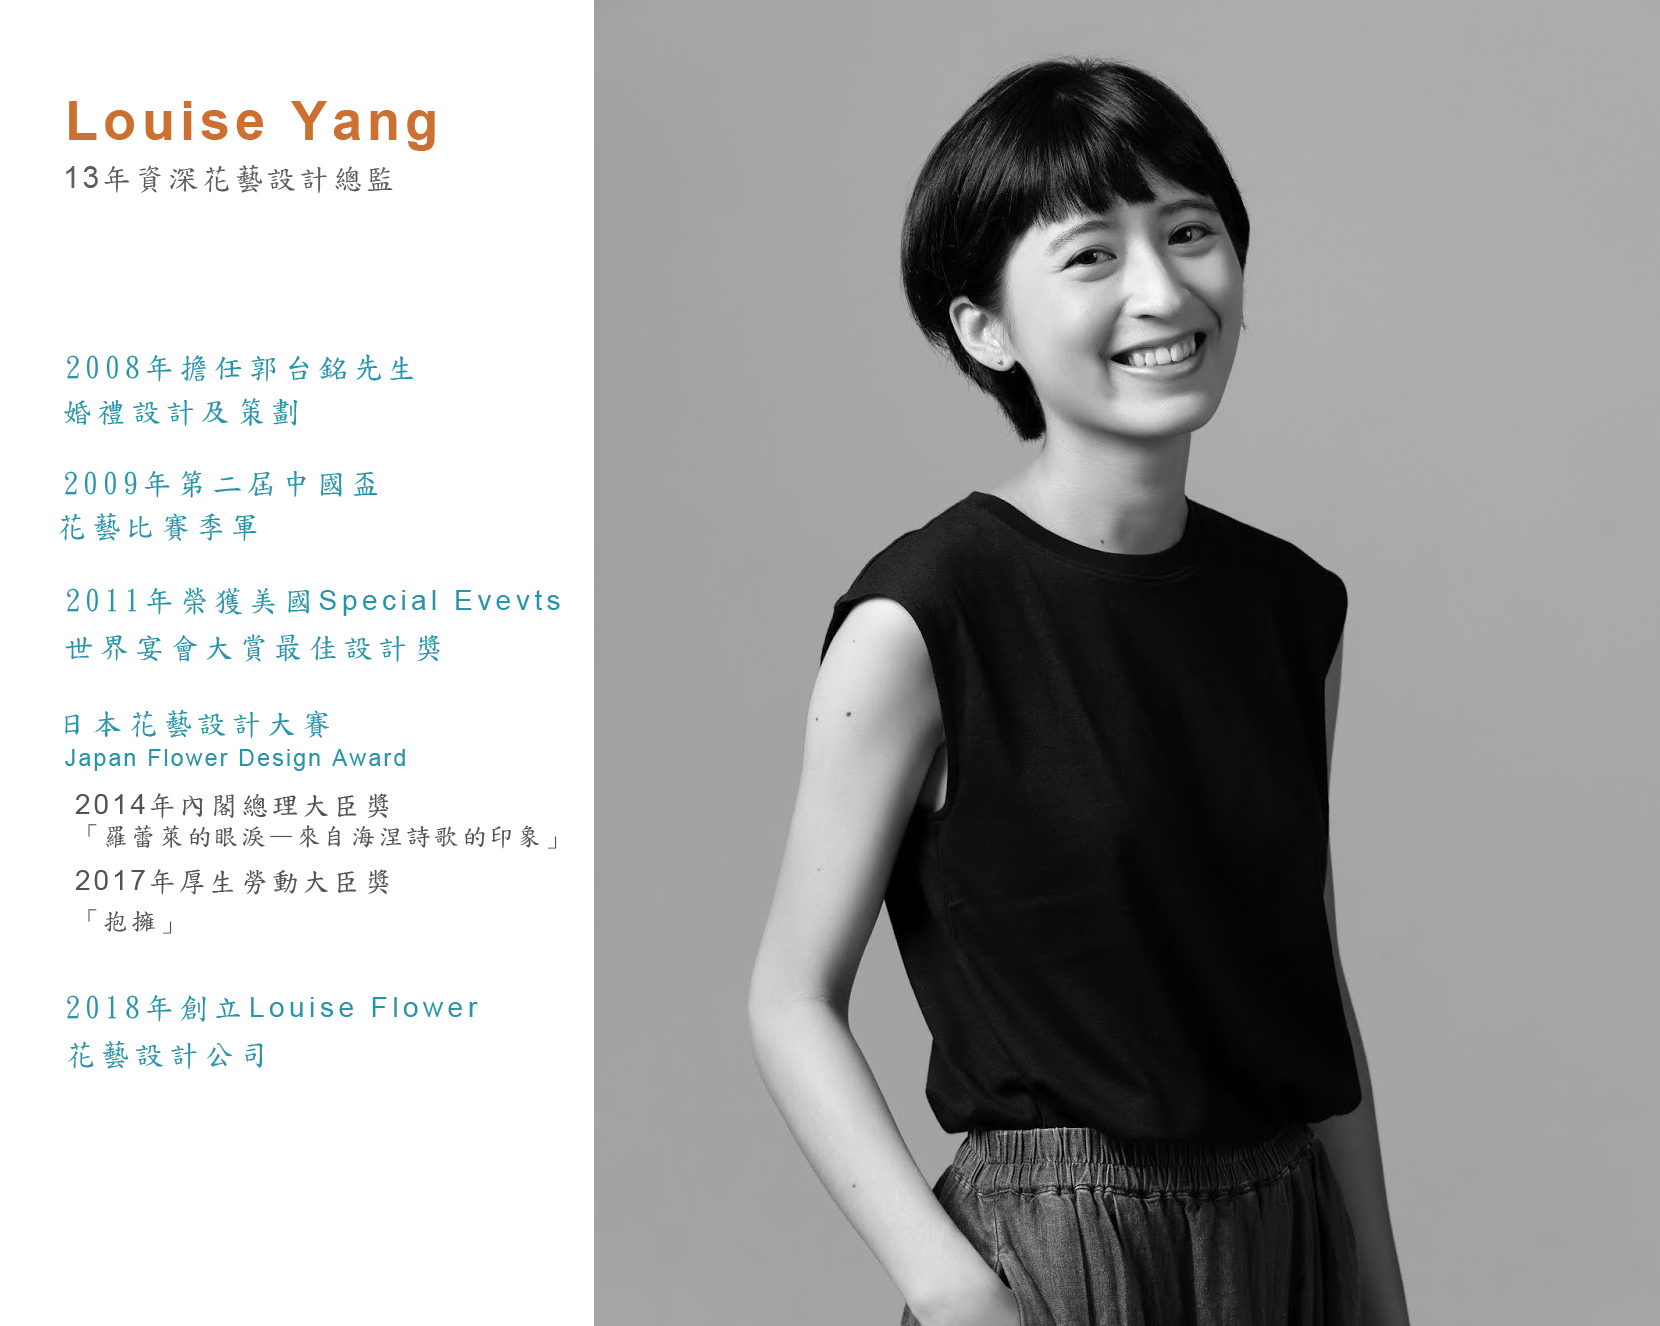 Louise Yang
13年資深花藝設計總監
2008年擔任郭台銘先生
婚禮設計及策劃
2009年第二屆中國盃
花藝比賽季軍
2011年榮獲美國Special Evevts
世界宴會大賞最佳設計獎
日本花藝設計大賽
Japan Flower Design Award
2014年內閣總理大臣獎
「羅蕾萊的眼淚—來自海涅詩歌的印象」
2017年厚生勞動大臣獎
「抱擁」
2018年創立Louise Flower
花藝設計公司